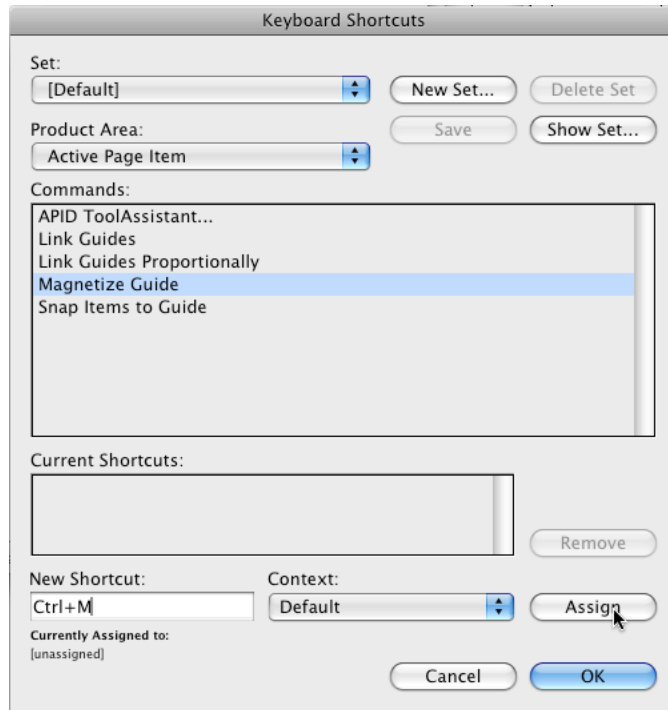 Keyboard Shortcuts
Set:
[Default]
New Set...
Delete Set
Product Area:
Save
Show Set...
Active Page Item
Commands:
APID ToolAssistant...
Link Guides
Link Guides Proportionally
Magnetize Guide
Snap Items to Guide
Current Shortcuts:
Remove
New Shortcut:
Context:
Ctrl+M
Default
Assign
Currently Assigned to:
[unassigned]
Cancel
OK